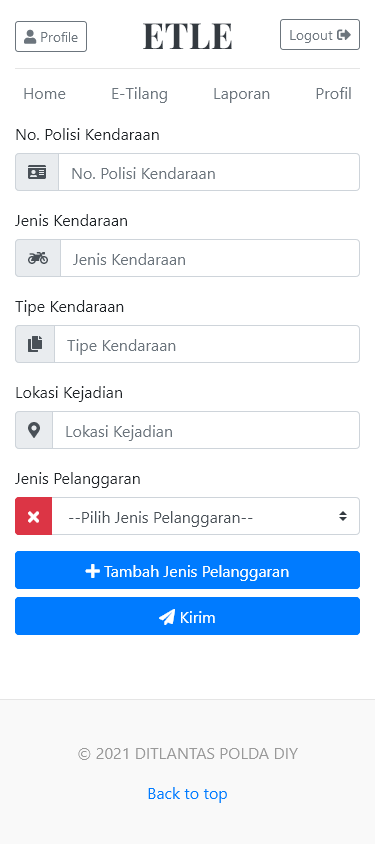 Profile
ETLE
Logout
Home
E-Tilang
Laporan
Profil
No. Polisi Kendaraan
No. Polisi Kendaraan
Jenis Kendaraan
Jenis Kendaraan
Tipe Kendaraan
Tipe Kendaraan
Lokasi Kejadian
Lokasi Kejadian
Jenis Pelanggaran
--Pilih Jenis Pelanggaran--
Tambah Jenis Pelanggaran
Kirim
© 2021 DITLANTAS POLDA DIY
Back to top